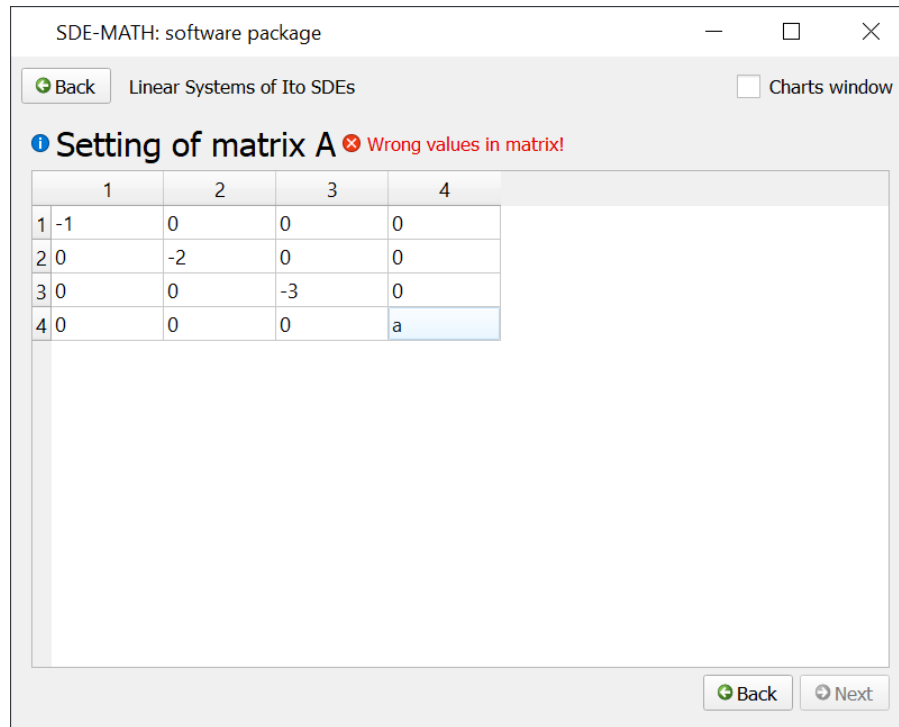 SDE-MATH: software package
Back Linear Systems of Ito SDEs Charts window
Setting of matrix A Wrong values in matrix!
1 2 3 4
1 -1 0 0 0
2 0 -2 0 0
3 0 0 -3 0
4 0 0 0 a
Back Next